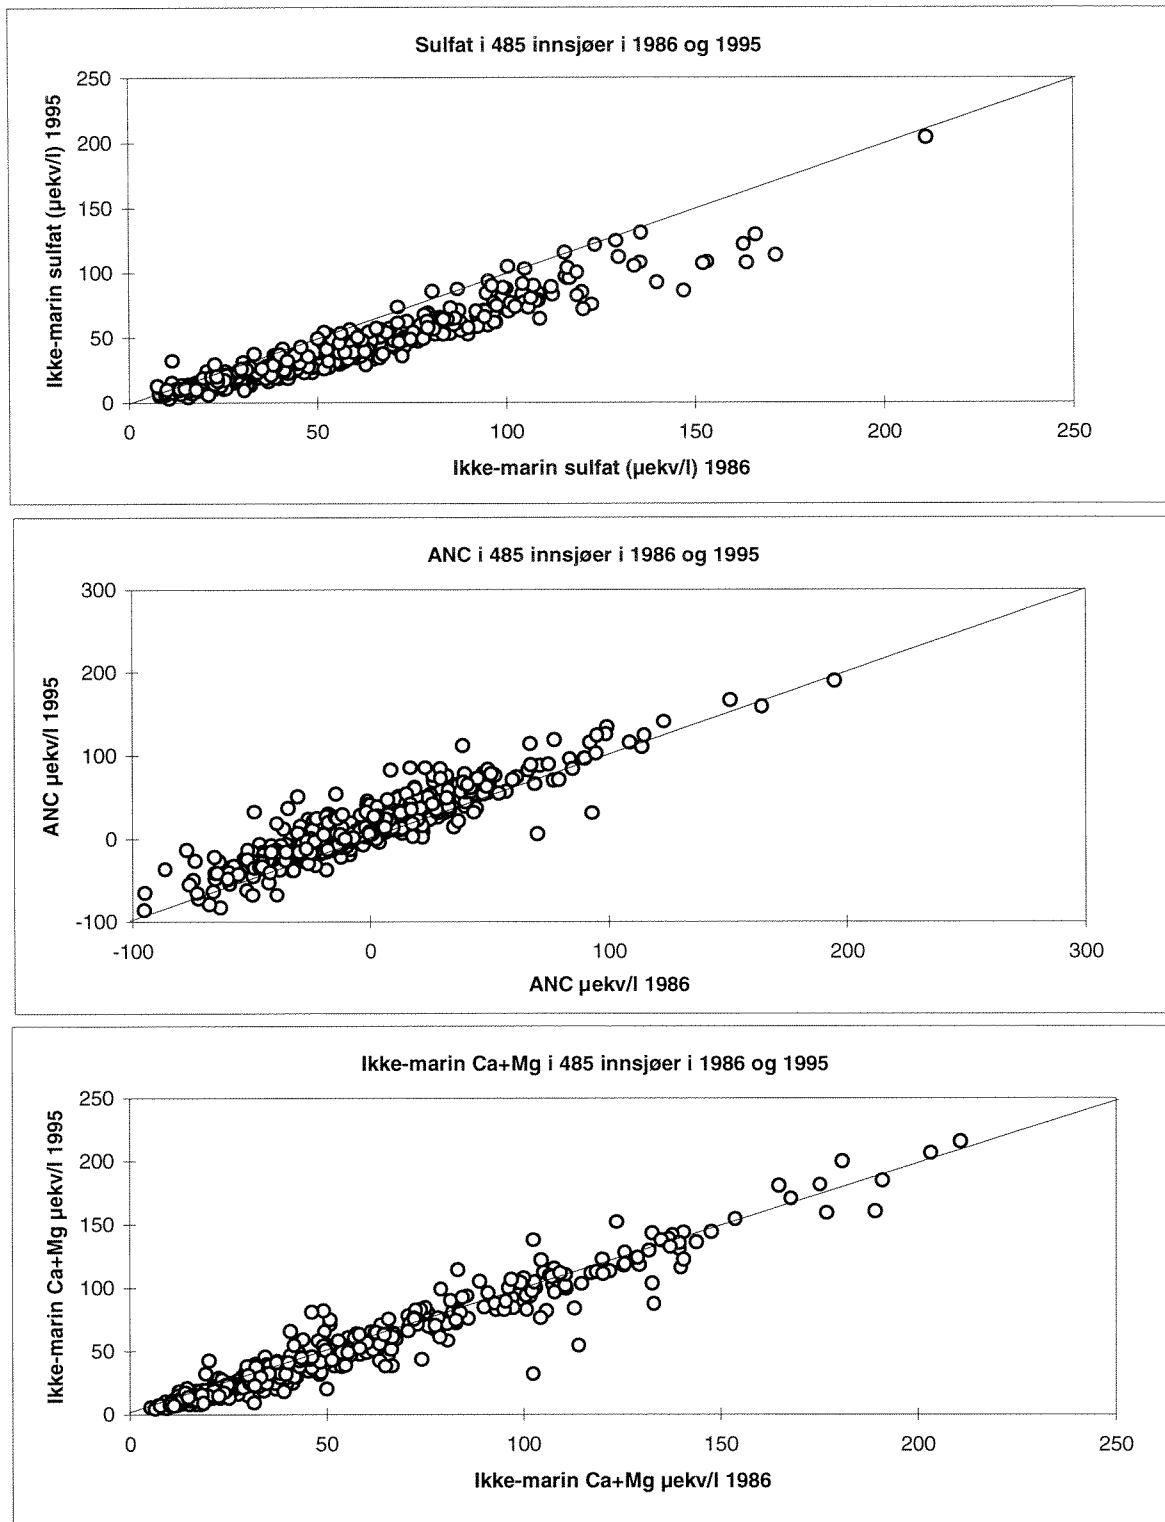 Sulfat i 485 innsjøer i 1986 og 1995
Ikke-marin sulfat (µekv/l) 1995
250
200
150
100
50
0
0 50 100 150 200 250
Ikke-marin sulfat (µekv/l) 1986
ANC i 485 innsjøer i 1986 og 1995
ANC µekv/l 1995
300
200
100
0
-100
-100 0 100 200 300
ANC µekv/l 1986
Ikke-marin Ca+Mg i 485 innsjøer i 1986 og 1995
Ikke-marin Ca+Mg µekv/l 1995
250
200
150
100
50
0
0 50 100 150 200 250
Ikke-marin Ca+Mg µekv/l 1986